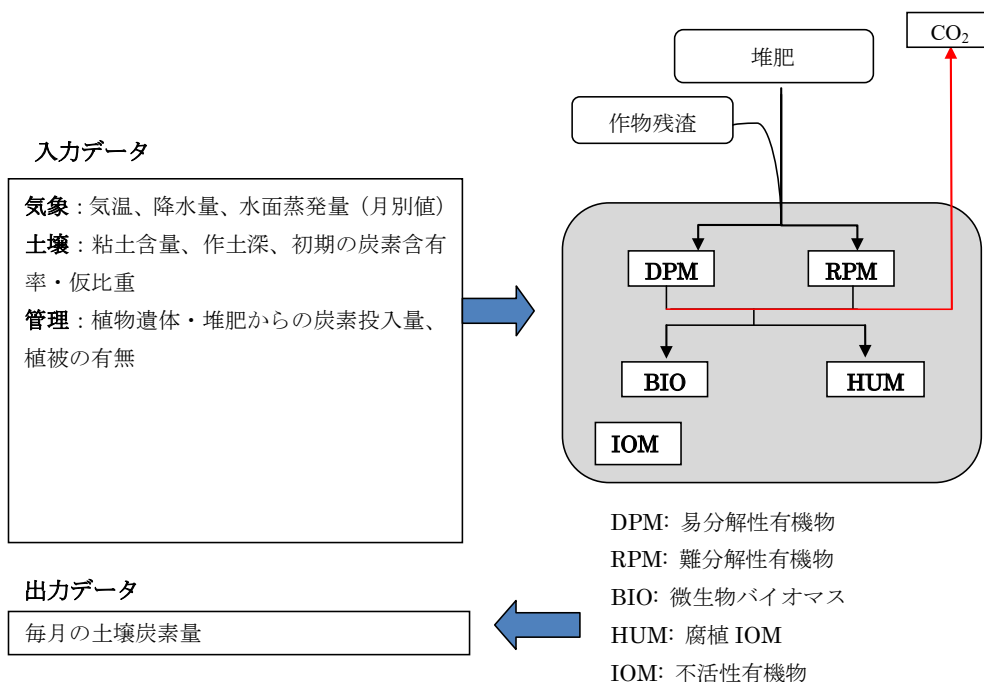 CO₂
堆肥
作物残渣
入力データ
気象：気温、降水量、水面蒸発量（月別値）
土壌：粘土含量、作土深、初期の炭素含有
率・仮比重
管理：植物遺体・堆肥からの炭素投入量、
植被の有無
DPM
RPM
BIO
HUM
IOM
DPM: 易分解性有機物
RPM: 難分解性有機物
BIO: 微生物バイオマス
HUM: 腐植 IOM
IOM: 不活性有機物
出力データ
毎月の土壌炭素量